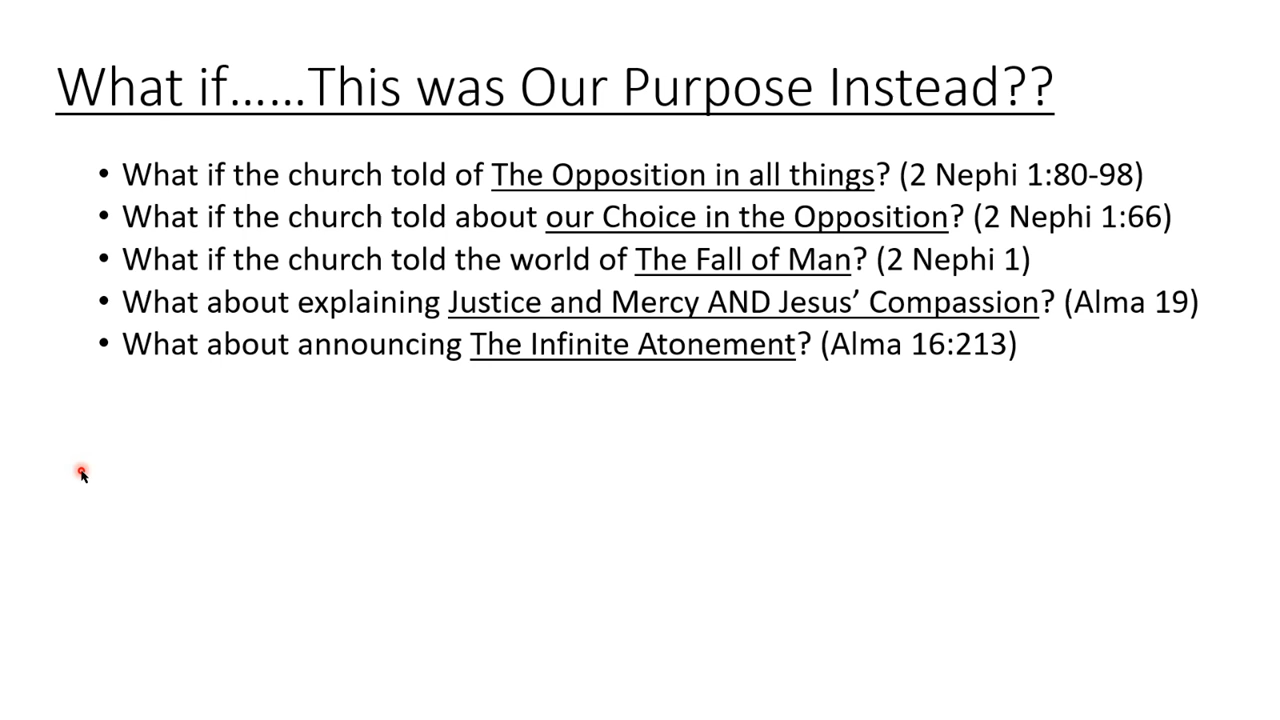 What if......This was Our Purpose Instead??
• What if the church told of The Opposition in all things? (2 Nephi 1:80-98)
• What if the church told about our Choice in the Opposition? (2 Nephi 1:66)
• What if the church told the world of The Fall of Man? (2 Nephi 1)
• What about explaining Justice and Mercy AND Jesus’ Compassion? (Alma 19)
• What about announcing The Infinite Atonement? (Alma 16:213)